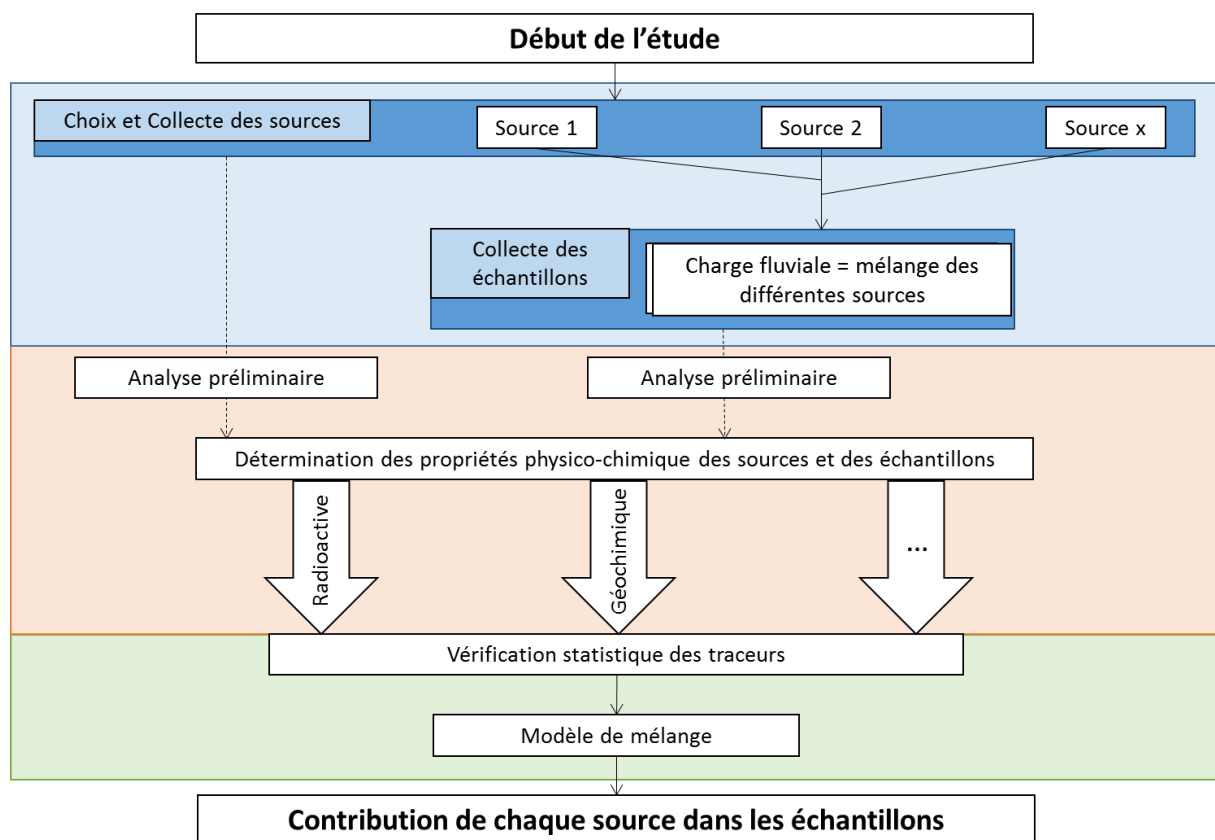 Début de l'étude
Choix et Collecte des sources
Source 1
Source 2
Source x
Collecte des
échantillons
Charge fluviale = mélange des
différentes sources
Analyse préliminaire
Analyse préliminaire
Détermination des propriétés physico-chimique des sources et des échantillons
Radioactive
Géochimique
...
Vérification statistique des traceurs
Modèle de mélange
Contribution de chaque source dans les échantillons